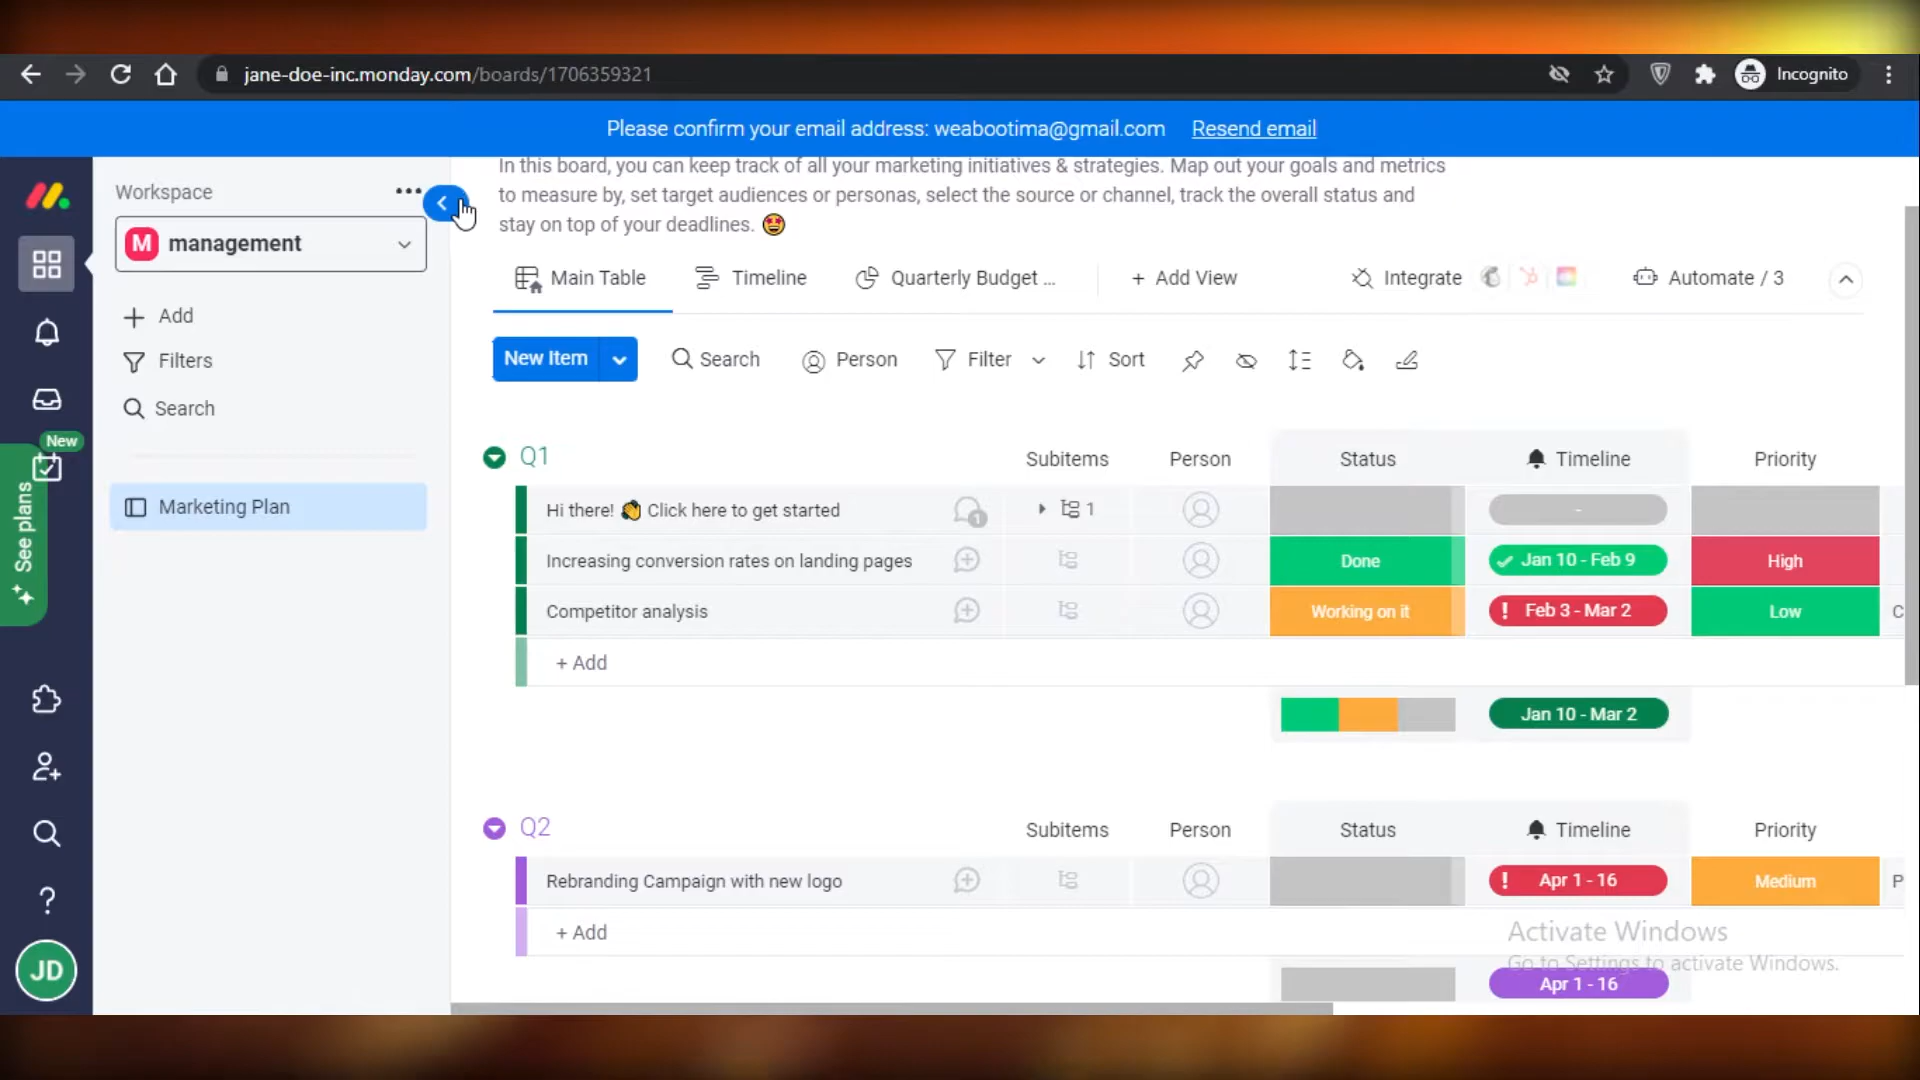 jane-doe-inc.monday.com/boards/1706359321
Incognito
Please confirm your email address: weabootima@gmail.com Resend email
Workspace
M management
Add
Filters
Search
Marketing Plan
New
See plans
JD
In this board, you can keep track of all your marketing initiatives & strategies. Map out your goals and metrics
to measure by, set target audiences or personas, select the source or channel, track the overall status and
stay on top of your deadlines. 🤩
Main Table Timeline Quarterly Budget ... + Add View Integrate Automate / 3
New Item Search Person Filter Sort
Q1 Subitems Person Status Timeline Priority
Hi there! 👋 Click here to get started 1 1 -
Increasing conversion rates on landing pages Done Jan 10 - Feb 9 High
Competitor analysis Working on it ! Feb 3 - Mar 2 Low C
+ Add
Jan 10 - Mar 2
Q2 Subitems Person Status Timeline Priority
Rebranding Campaign with new logo ! Apr 1 - 16 Medium P
+ Add
Activate Windows
Go to Settings to activate Windows.
Apr 1 - 16